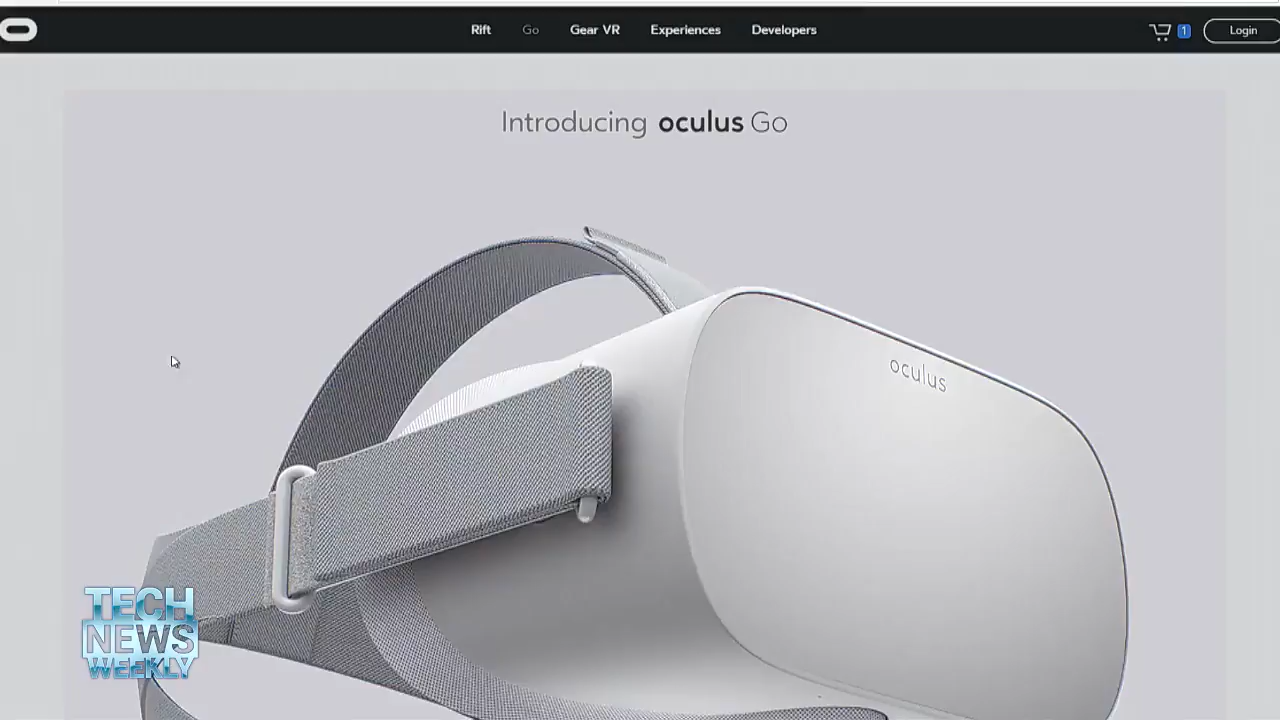 Rift Go Gear VR Experiences Developers 1 Login
Introducing oculus Go
oculus
TECH
NEWS
WEEKLY